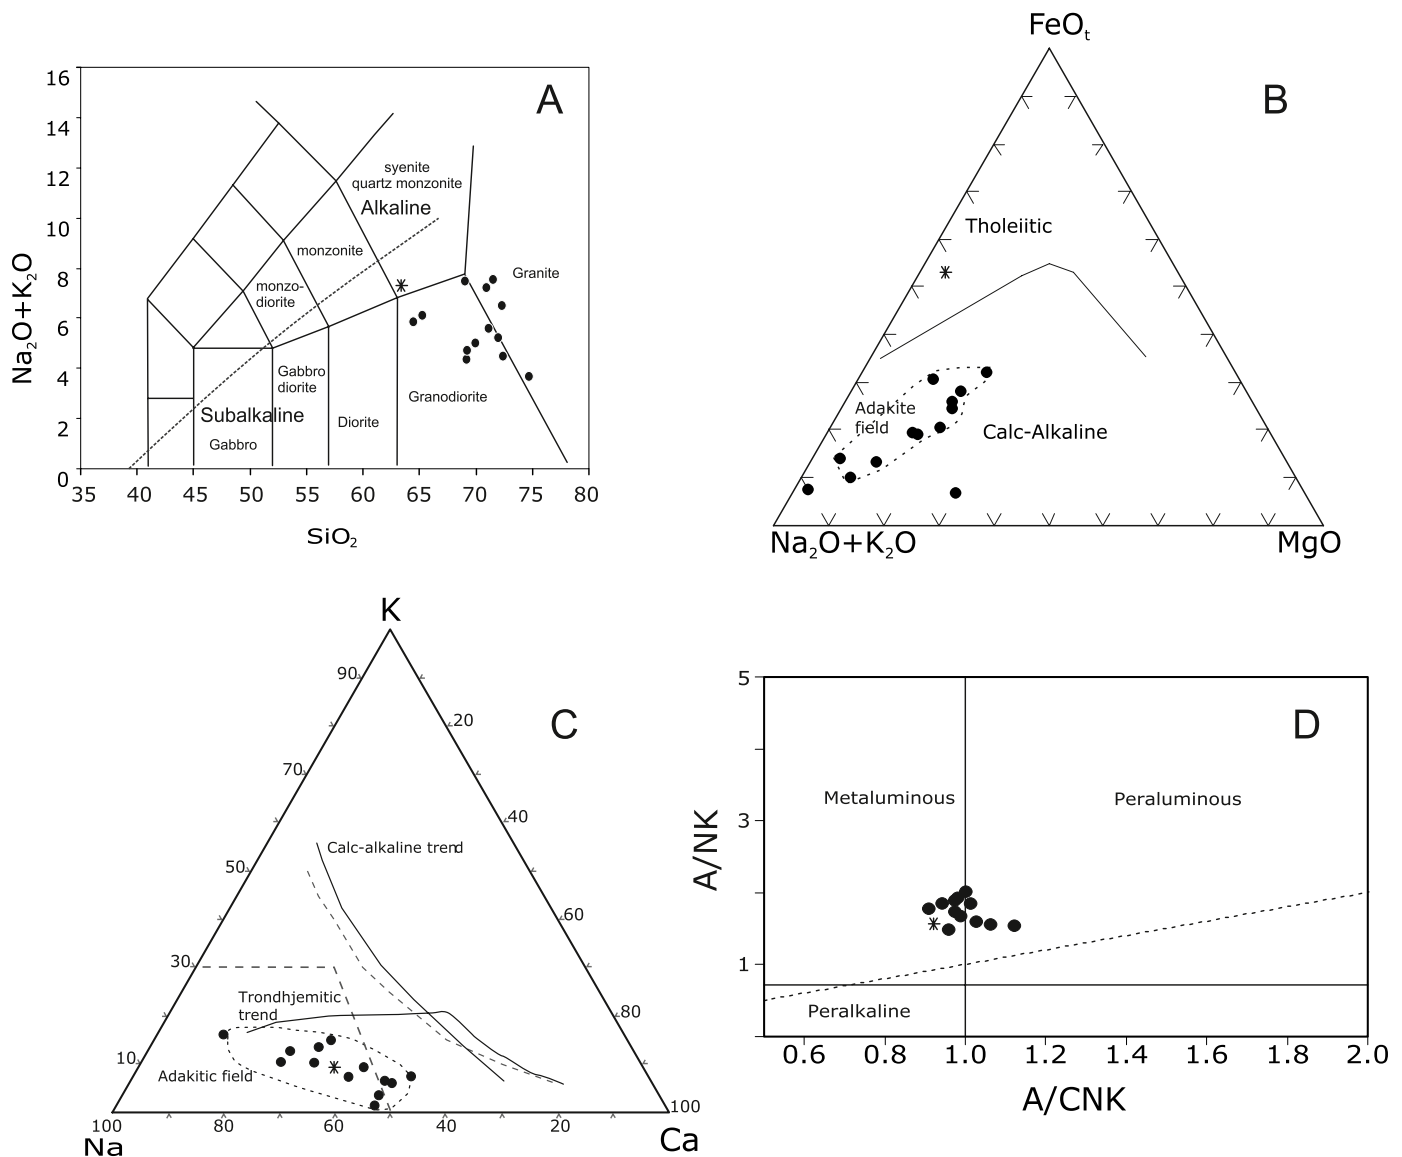 A
16
14
12
10
8
6
4
2
0
Na2O+K2O
syenite
quartz monzonite
Alkaline
monzonite
Granite
monzo-
diorite
Gabbro
diorite
Granodiorite
Subalkaline
Diorite
Gabbro
35 40 45 50 55 60 65 70 75 80
SiO2
FeOt
B
Tholeiitic
Adakite
field
Calc-Alkaline
Na2O+K2O
MgO
K
C
90
20
70
40
Calc-alkaline trend
50
60
30
Trondhjemitic
trend
80
10
Adakitic field
100 80 60 40 20 100
Na
Ca
D
5
3
1
A/NK
Metaluminous
Peraluminous
Peralkaline
0.6 0.8 1.0 1.2 1.4 1.6 1.8 2.0
A/CNK